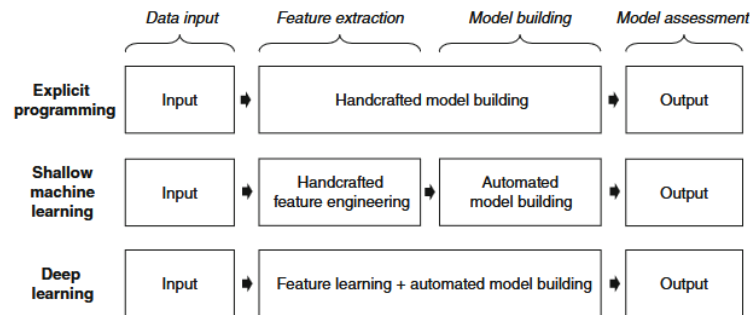 Data input Feature extraction Model building Model assessment
Explicit
programming
Input
Handcrafted model building
Output
Shallow
machine
learning
Input
Handcrafted
feature engineering
Automated
model building
Output
Deep
learning
Input
Feature learning + automated model building
Output